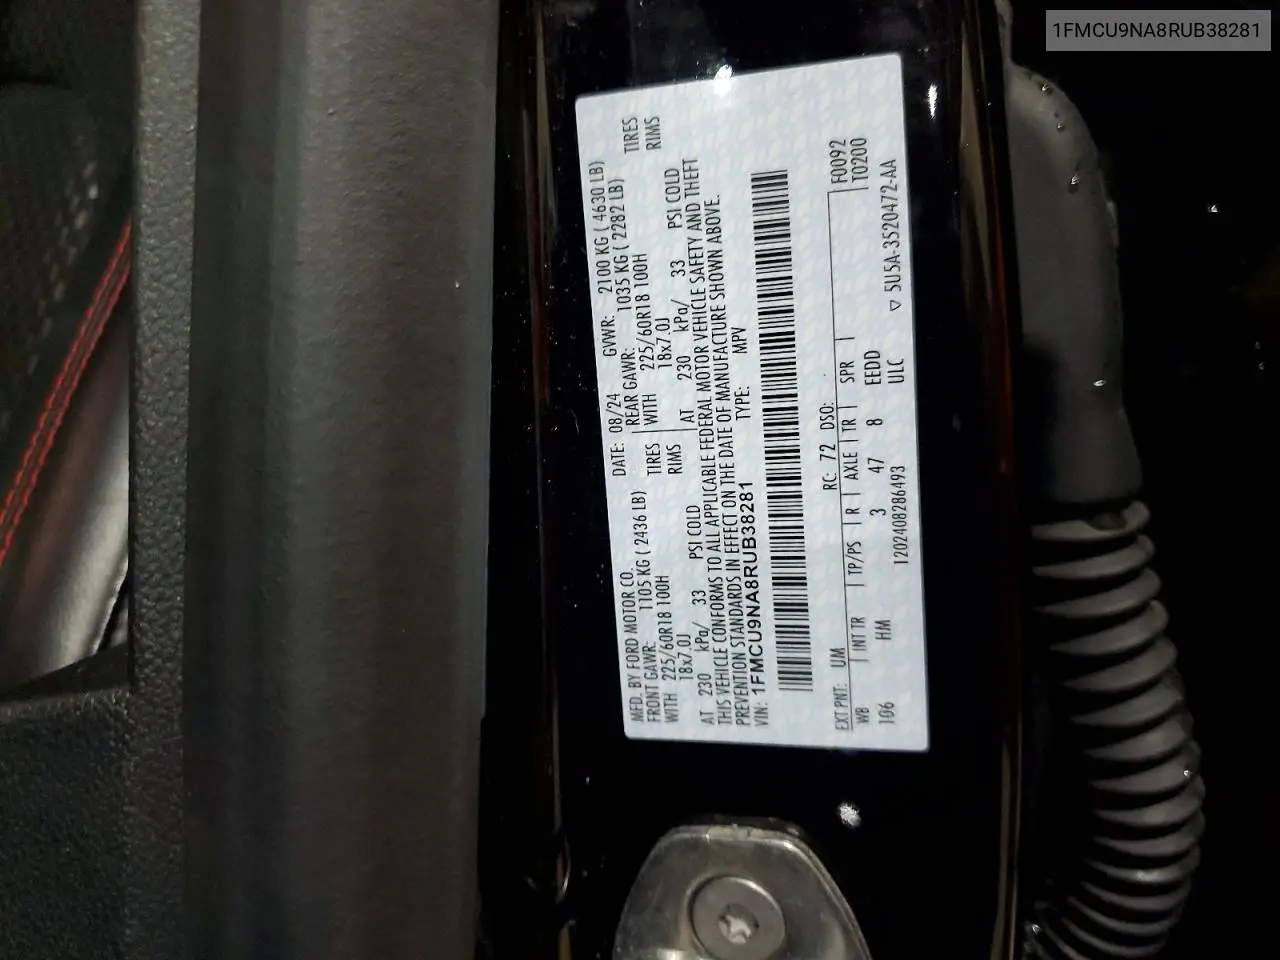 1FMCU9NA8RUB38281
MFD. BY FORD MOTOR CO.
DATE: 08/24 GVWR: 2100 KG ( 4630 LB)
FRONT GAWR: 1105 KG ( 2436 LB)
REAR GAWR: 1035 KG ( 2282 LB)
WITH 225/60R18 100H TIRES
WITH 225/60R18 100H TIRES
18x7.0J RIMS
18x7.0J RIMS
AT 230 kPa/ 33 PSI COLD
AT 230 kPa/ 33 PSI COLD
THIS VEHICLE CONFORMS TO ALL APPLICABLE FEDERAL MOTOR VEHICLE SAFETY AND THEFT
PREVENTION STANDARDS IN EFFECT ON THE DATE OF MANUFACTURE SHOWN ABOVE.
VIN: 1FMCU9NA8RUB38281 TYPE: MPV
EXT PNT: UM RC: 72 DSO: F0092
WB INT TR TP/PS R AXLE TR SPR T0200
106 HM 3 47 8 EEDD
1202408286493 ULC ▽ 5U5A-3520472-AA